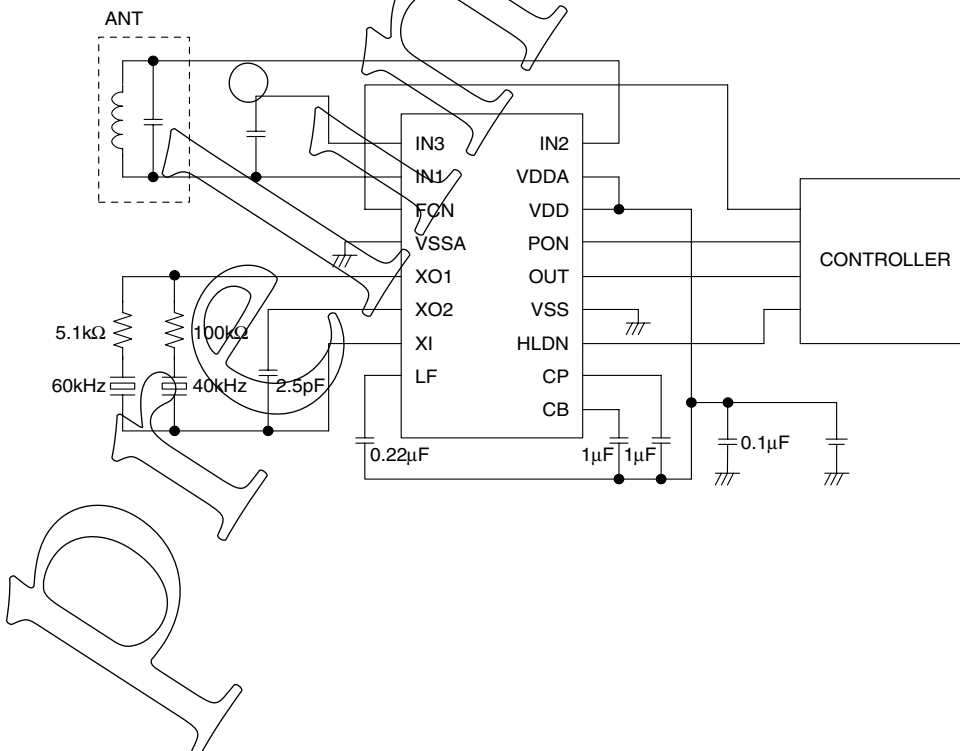 ANT
IN3
IN2
IN1
VDDA
FCN
VDD
VSSA
PON
XO1
OUT
XO2
VSS
XI
HLDN
LF
CP
CB
CONTROLLER
5.1kΩ
100kΩ
60kHz
40kHz
2.5pF
0.22μF
1μF
1μF
0.1μF